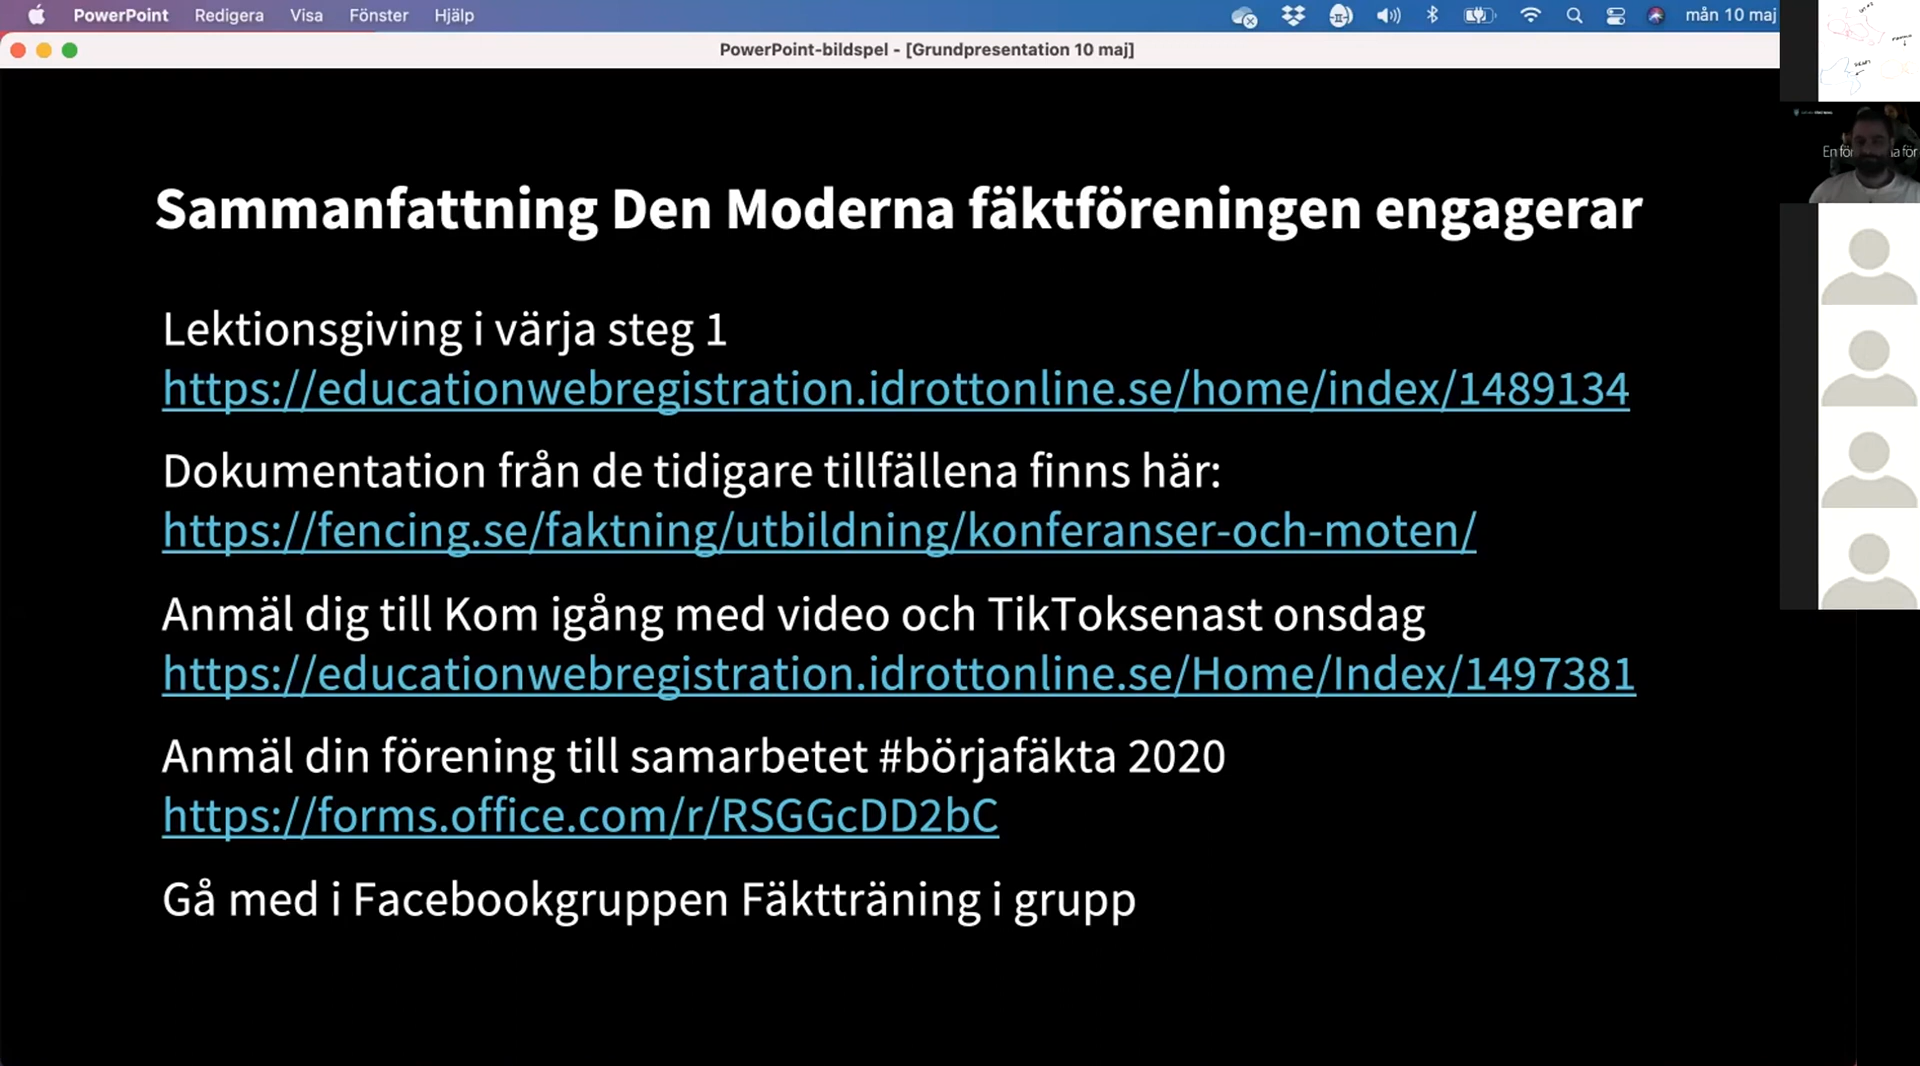 PowerPoint Redigera Visa Fönster Hjälp mån 10 maj
PowerPoint-bildspel - [Grundpresentation 10 maj]
Sammanfattning Den Moderna fäktföreningen engagerar
Lektionsgiving i värja steg 1
https://educationwebregistration.idrottonline.se/home/index/1489134
Dokumentation från de tidigare tillfällena finns här:
https://fencing.se/faktning/utbildning/konferanser-och-moten/
Anmäl dig till Kom igång med video och TikToksenast onsdag
https://educationwebregistration.idrottonline.se/Home/Index/1497381
Anmäl din förening till samarbetet #börjafäkta 2020
https://forms.office.com/r/RSGGcDD2bC
Gå med i Facebookgruppen Fäktträning i grupp